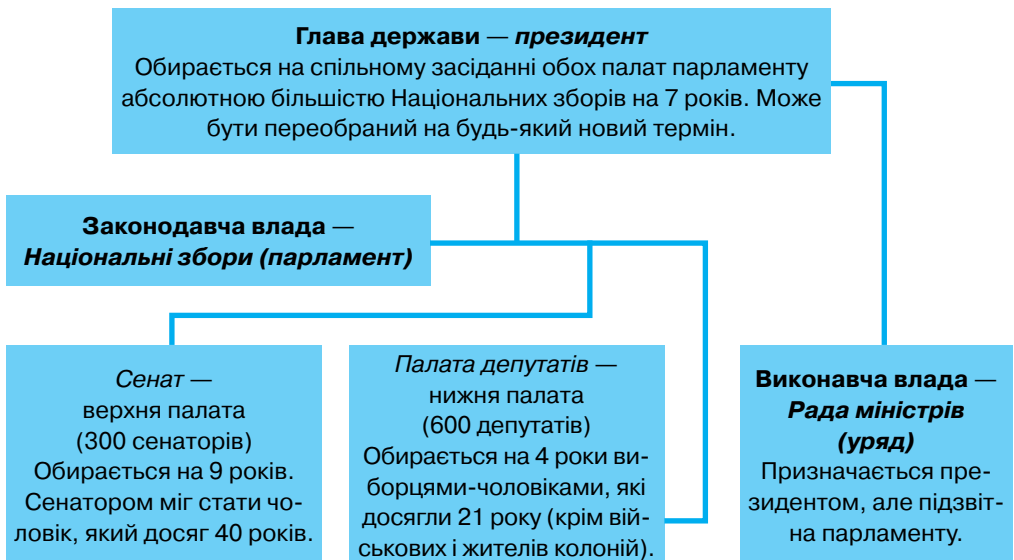 Глава держави — президент
Обирається на спільному засіданні обох палат парламенту
абсолютною більшістю Національних зборів на 7 років. Може
бути переобраний на будь-який новий термін.
Законодавча влада —
Національні збори (парламент)
Сенат —
верхня палата
(300 сенаторів)
Обирається на 9 років.
Сенатором міг стати чо-
ловік, який досяг 40 років.
Палата депутатів —
нижня палата
(600 депутатів)
Обирається на 4 роки ви-
борцями-чоловіками, які
досягли 21 року (крім вій-
ськових і жителів колоній).
Виконавча влада —
Рада міністрів
(уряд)
Призначається пре-
зидентом, але підзвіт-
на парламенту.